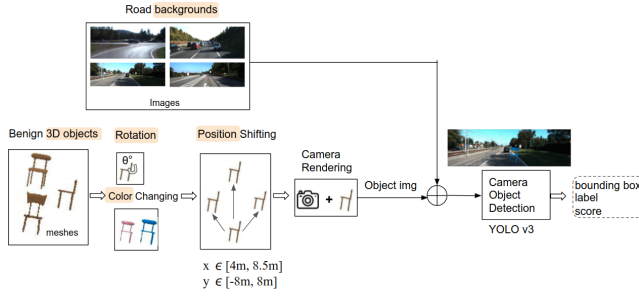 Road backgrounds
Images
Benign 3D objects
meshes
Rotation
θ°
Color Changing
Position Shifting
x ϵ [4m, 8.5m]
y ϵ [-8m, 8m]
Camera
Rendering
+
Object img
Camera
Object
Detection
YOLO v3
bounding box
label
score